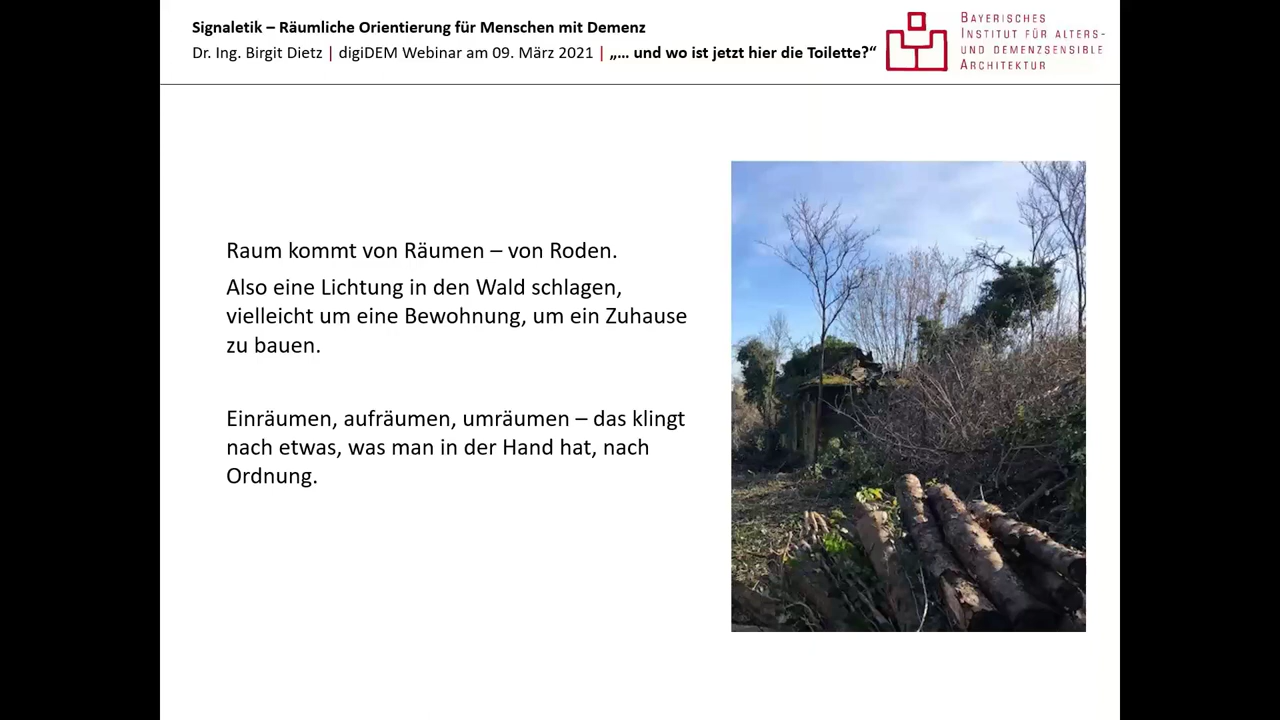 Signaletik – Räumliche Orientierung für Menschen mit Demenz
Dr. Ing. Birgit Dietz | digiDEM Webinar am 09. März 2021 | „… und wo ist jetzt hier die Toilette?“
BAYERISCHES
INSTITUT FÜR ALTERS-
UND DEMENZSENSIBLE
ARCHITEKTUR
Raum kommt von Räumen – von Roden.
Also eine Lichtung in den Wald schlagen,
vielleicht um eine Bewohnung, um ein Zuhause
zu bauen.
Einräumen, aufräumen, umräumen – das klingt
nach etwas, was man in der Hand hat, nach
Ordnung.